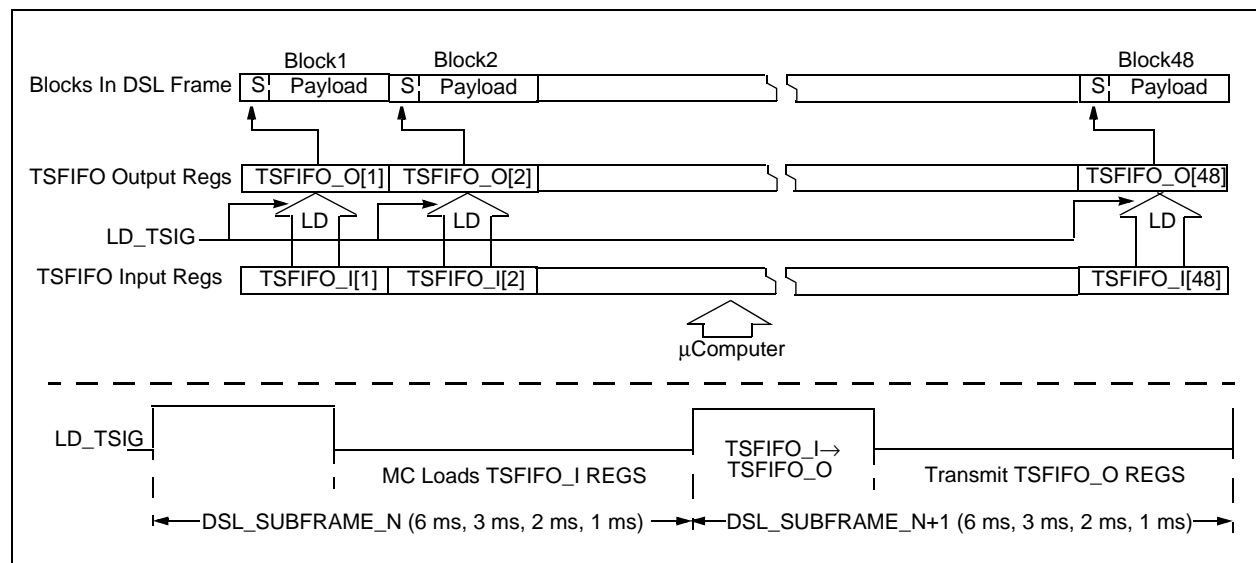 Block1 Block2 Block48
Blocks In DSL Frame S Payload S Payload S Payload
TSFIFO Output Regs TSFIFO_O[1] TSFIFO_O[2] TSFIFO_O[48]
LD LD LD
LD_TSIG
TSFIFO Input Regs TSFIFO_I[1] TSFIFO_I[2] TSFIFO_I[48]
μComputer
LD_TSIG
TSFIFO_I→
TSFIFO_O
MC Loads TSFIFO_I REGS Transmit TSFIFO_O REGS
DSL_SUBFRAME_N (6 ms, 3 ms, 2 ms, 1 ms) DSL_SUBFRAME_N+1 (6 ms, 3 ms, 2 ms, 1 ms)